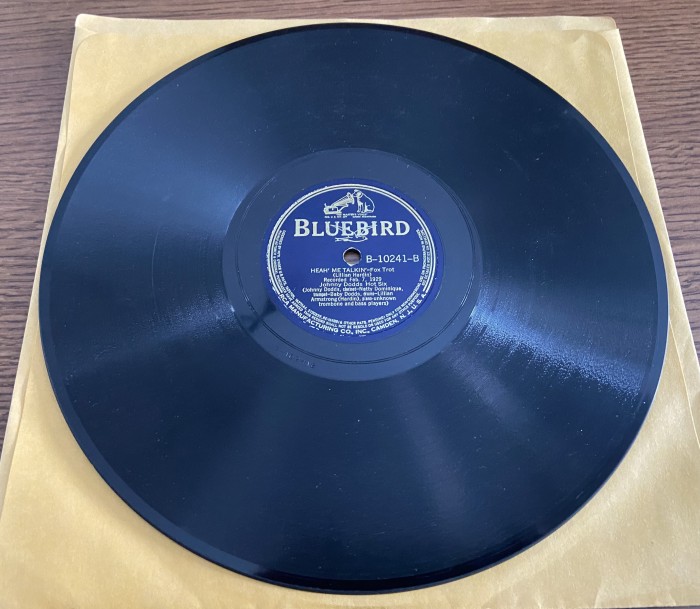 BLUEBIRD
B-10241-B
HEAH' ME TALKIN'-Fox Trot
(Lillian Hardin)
Recorded Feb. 7, 1929
Johnny Dodds Hot Six
(Johnny Dodds, clarinet-Natty Dominique,
trumpet-Baby Dodds, drums-Lillian
Armstrong(Hardin), piano-unknown
trombone and bass players)
RCA MANUFACTURING CO., INC., CAMDEN, N. J., U. S. A.